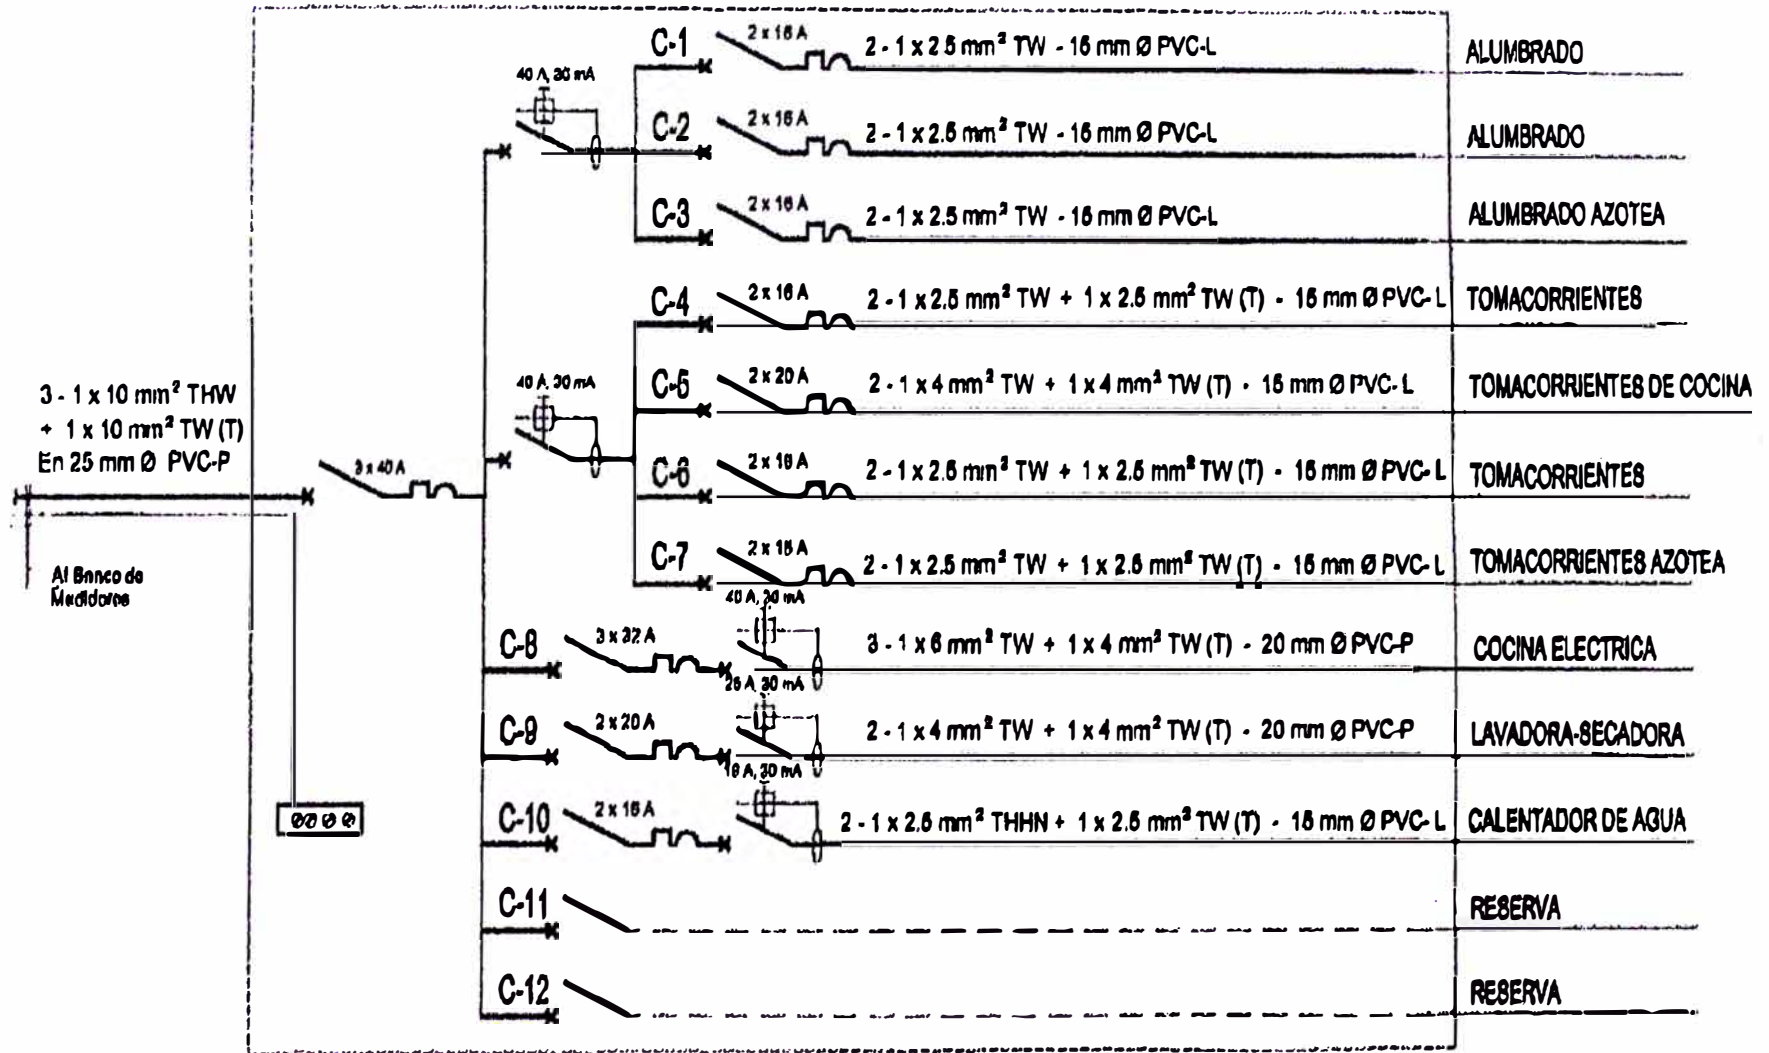 C-1 2 x 16 A 2 - 1 x 2.5 mm² TW - 15 mm Ø PVC-L ALUMBRADO
40 A, 30 mA
C-2 2 x 16 A 2 - 1 x 2.5 mm² TW - 15 mm Ø PVC-L ALUMBRADO
C-3 2 x 16 A 2 - 1 x 2.5 mm² TW - 15 mm Ø PVC-L ALUMBRADO AZOTEA
C-4 2 x 16 A 2 - 1 x 2.5 mm² TW + 1 x 2.5 mm² TW (T) - 15 mm Ø PVC-L TOMACORRIENTES
40 A, 30 mA
C-5 2 x 20 A 2 - 1 x 4 mm² TW + 1 x 4 mm² TW (T) - 15 mm Ø PVC-L TOMACORRIENTES DE COCINA
3 - 1 x 10 mm² THW
+ 1 x 10 mm² TW (T)
En 25 mm Ø PVC-P
3 x 40 A
C-6 2 x 16 A 2 - 1 x 2.5 mm² TW + 1 x 2.5 mm² TW (T) - 15 mm Ø PVC-L TOMACORRIENTES
C-7 2 x 16 A 2 - 1 x 2.5 mm² TW + 1 x 2.5 mm² TW (T) - 15 mm Ø PVC-L TOMACORRIENTES AZOTEA
Al Banco de
Medidores
40 A, 30 mA
C-8 3 x 32 A 3 - 1 x 6 mm² TW + 1 x 4 mm² TW (T) - 20 mm Ø PVC-P COCINA ELECTRICA
25 A, 30 mA
C-9 2 x 20 A 2 - 1 x 4 mm² TW + 1 x 4 mm² TW (T) - 20 mm Ø PVC-P LAVADORA-SECADORA
16 A, 30 mA
C-10 2 x 16 A 2 - 1 x 2.5 mm² THHN + 1 x 2.5 mm² TW (T) - 15 mm Ø PVC-L CALENTADOR DE AGUA
C-11 RESERVA
C-12 RESERVA